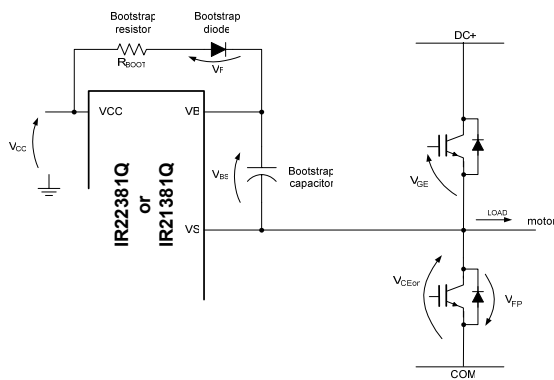 Bootstrap
resistor
Bootstrap
diode
RBOOT
VF
DC+
VCC
VB
VCC
IR22381Q
or
IR21381Q
VBS
Bootstrap
capacitor
VGE
VS
LOAD
motor
VCEon
VFP
COM